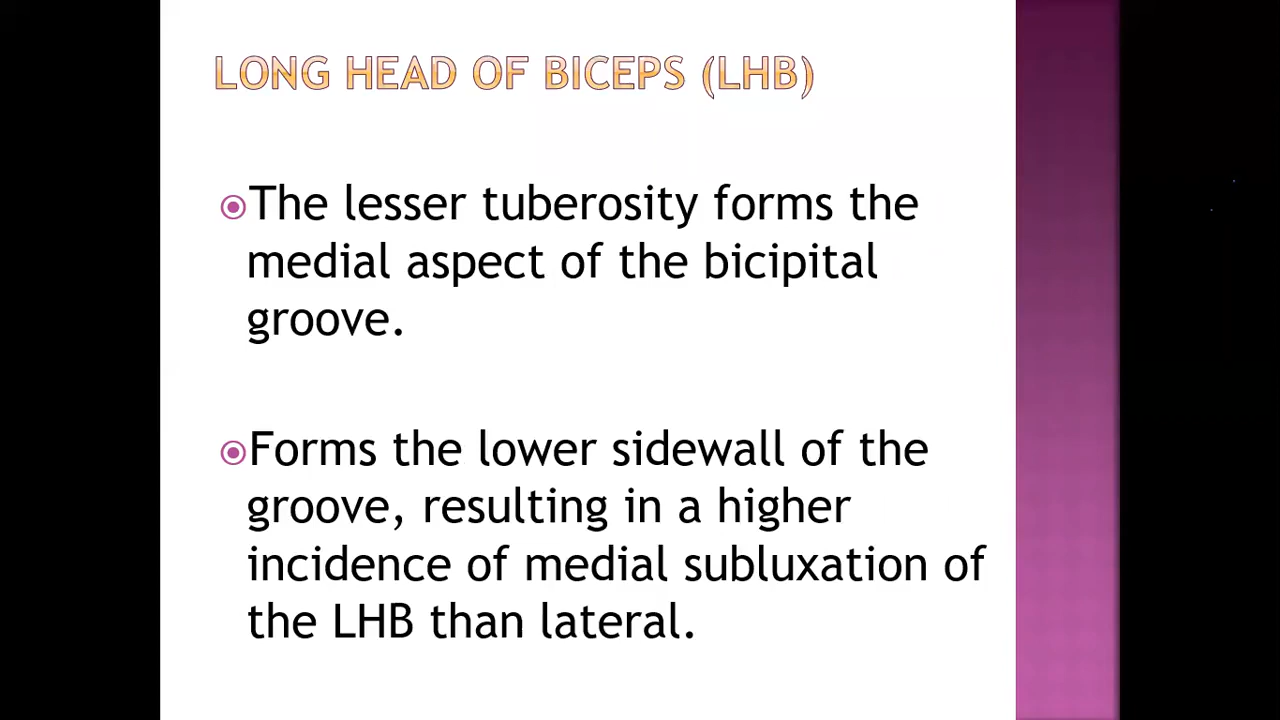 LONG HEAD OF BICEPS (LHB)
The lesser tuberosity forms the
medial aspect of the bicipital
groove.
Forms the lower sidewall of the
groove, resulting in a higher
incidence of medial subluxation of
the LHB than lateral.